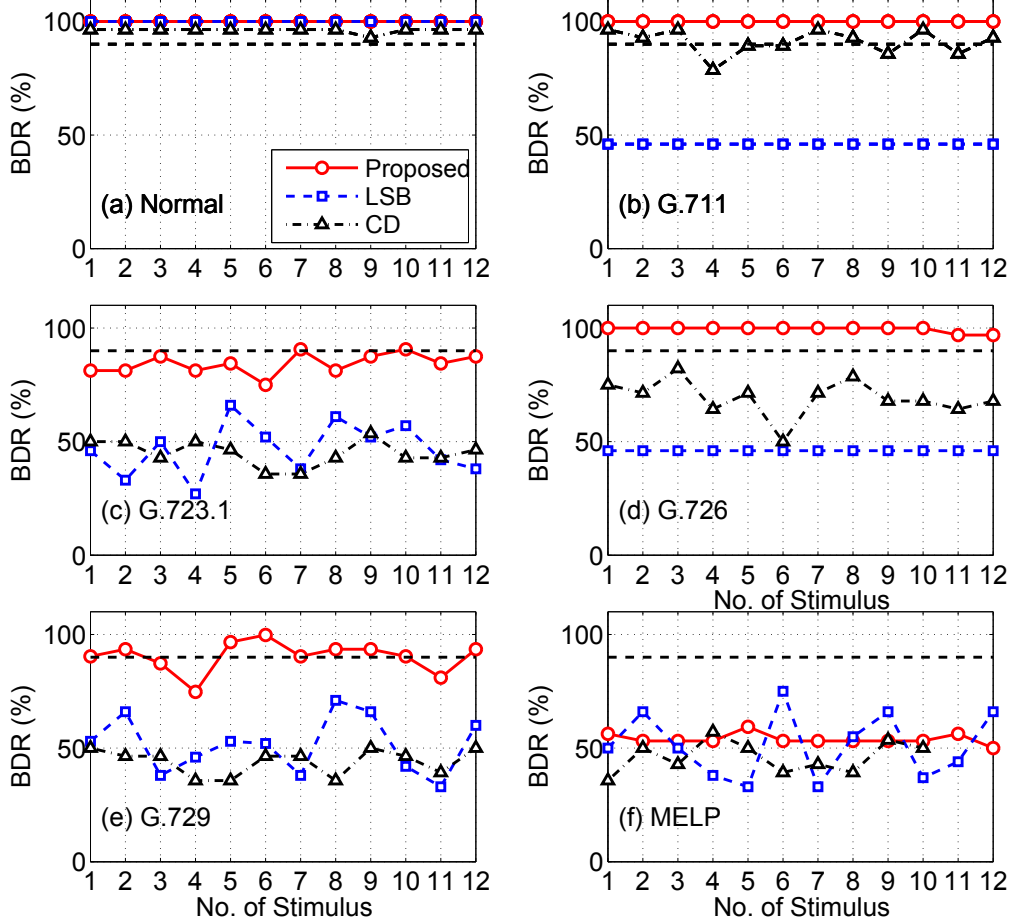 100
50
0
BDR (%)
(a) Normal
Proposed
LSB
CD
1 2 3 4 5 6 7 8 9 10 11 12
100
50
0
BDR (%)
(b) G.711
1 2 3 4 5 6 7 8 9 10 11 12
100
50
0
BDR (%)
(c) G.723.1
1 2 3 4 5 6 7 8 9 10 11 12
100
50
0
BDR (%)
(d) G.726
1 2 3 4 5 6 7 8 9 10 11 12
No. of Stimulus
100
50
0
BDR (%)
(e) G.729
1 2 3 4 5 6 7 8 9 10 11 12
No. of Stimulus
100
50
0
BDR (%)
(f) MELP
1 2 3 4 5 6 7 8 9 10 11 12
No. of Stimulus